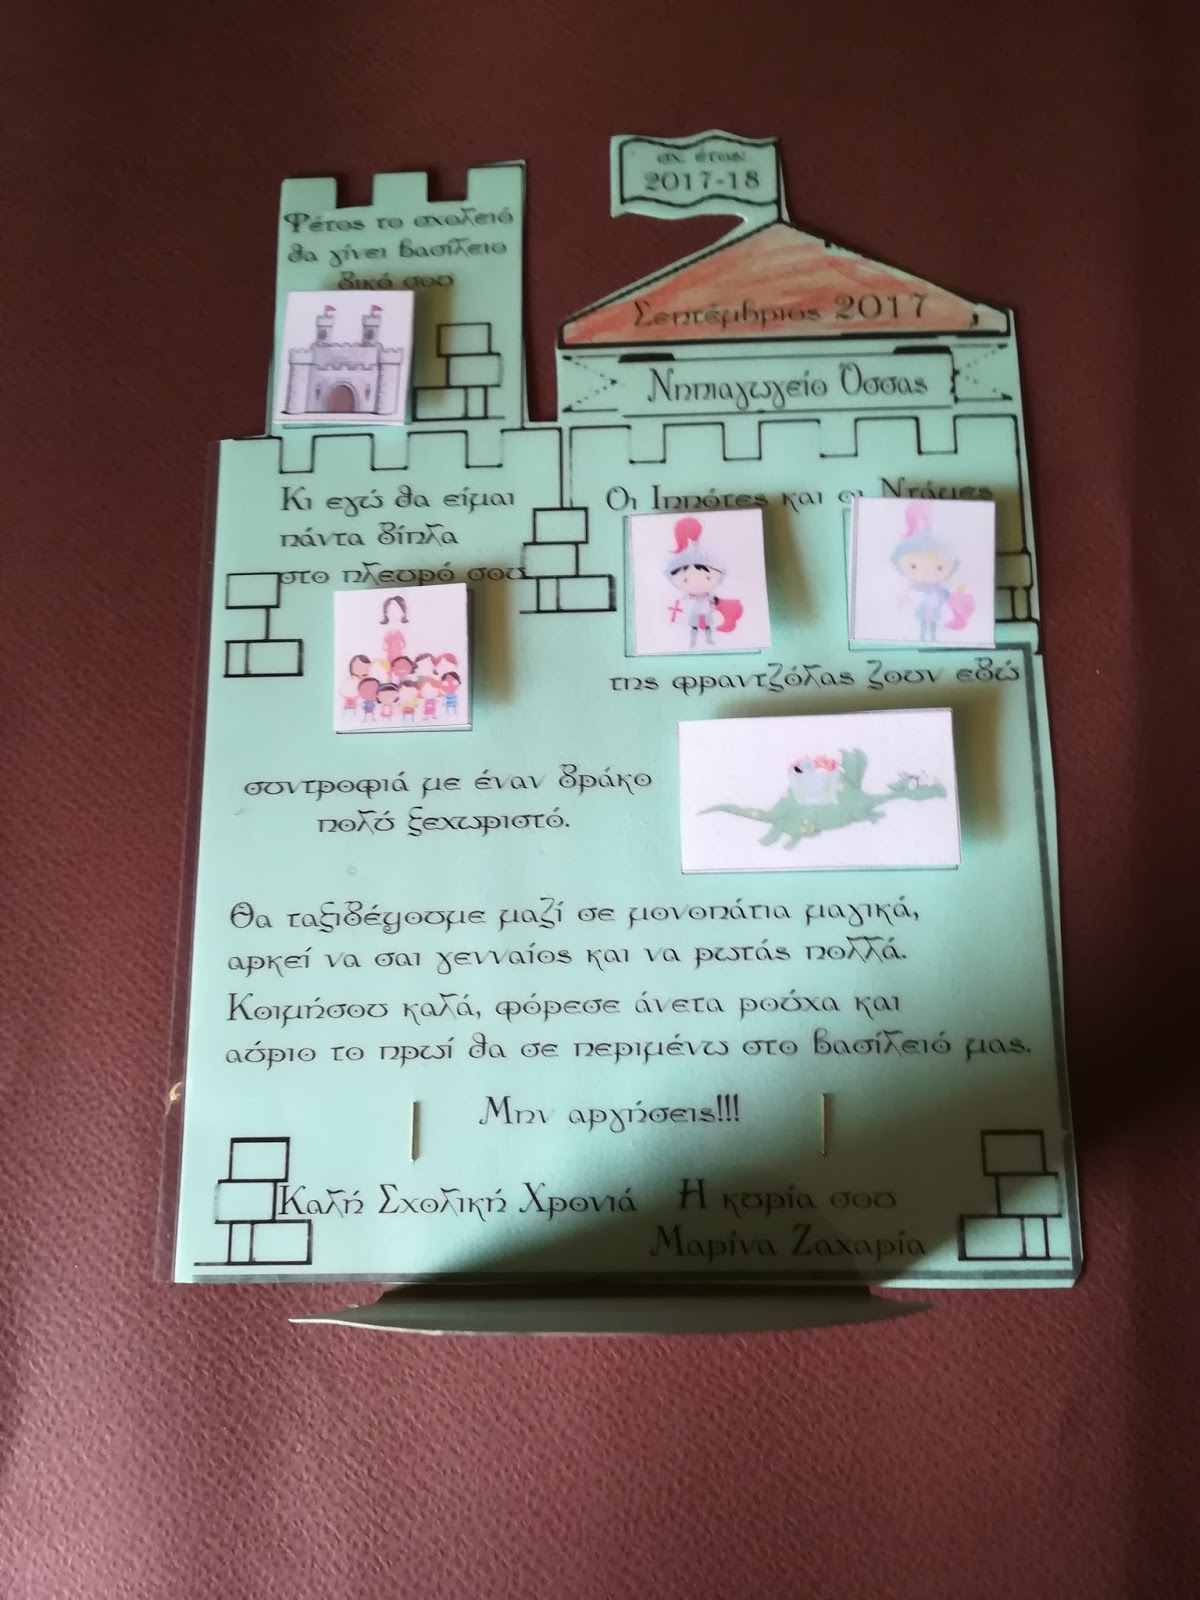 σχ. έτος:
2017-18
Φέτος το σχολειό
θα γίνει βασίλειο
δικό σου
Σεπτέμβριος 2017
Νηπιαγωγείο Όσσας
Κι εγώ θα είμαι
πάντα δίπλα
στο πλευρό σου
Οι Ιππότες και οι Ντάμες
της φραντζόλας ζουν εδώ
συντροφιά με έναν δράκο
πολύ ξεχωριστό.
Θα ταξιδέψουμε μαζί σε μονοπάτια μαγικά,
αρκεί να σαι γενναίος και να ρωτάς πολλά.
Κοιμήσου καλά, φόρεσε άνετα ρούχα και
αύριο το πρωί θα σε περιμένω στο βασίλειό μας.
Μην αργήσεις!!!
Καλή Σχολική Χρονιά
Η κυρία σου
Μαρίνα Ζαχαρία